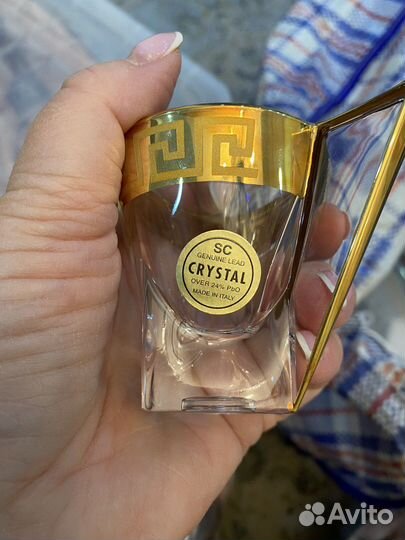 SC
GENUINE LEAD
CRYSTAL
OVER 24% PbO
MADE IN ITALY
Avito